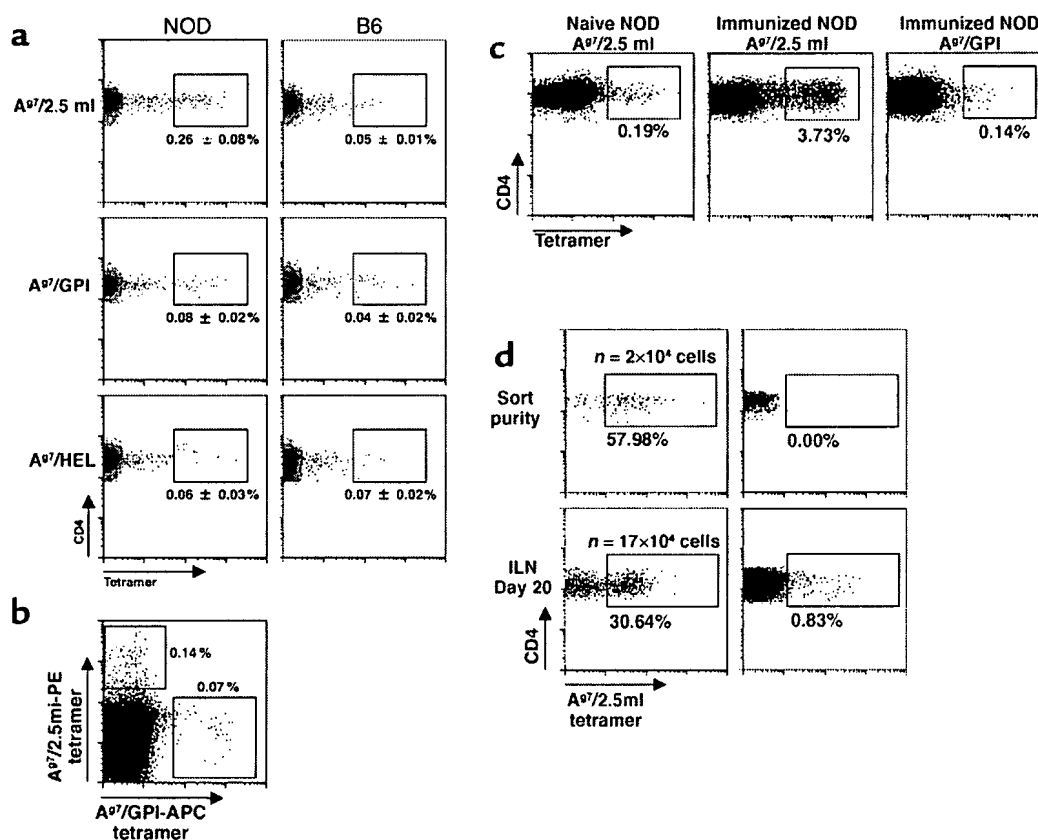 a
NOD
B6
Aᵍ⁷/2.5 ml
0.26 ± 0.08%
0.05 ± 0.01%
Aᵍ⁷/GPI
0.08 ± 0.02%
0.04 ± 0.02%
Aᵍ⁷/HEL
0.06 ± 0.03%
0.07 ± 0.02%
CD4
Tetramer
b
0.14%
0.07 %
Aᵍ⁷/2.5mi-PE
tetramer
Aᵍ⁷/GPI-APC
tetramer
c
Naive NOD
Aᵍ⁷/2.5 ml
Immunized NOD
Aᵍ⁷/2.5 ml
Immunized NOD
Aᵍ⁷/GPI
0.19%
3.73%
0.14%
CD4
Tetramer
d
Sort
purity
n = 2×10⁴ cells
57.98%
0.00%
ILN
Day 20
n = 17×10⁴ cells
30.64%
0.83%
CD4
Aᵍ⁷/2.5ml
tetramer